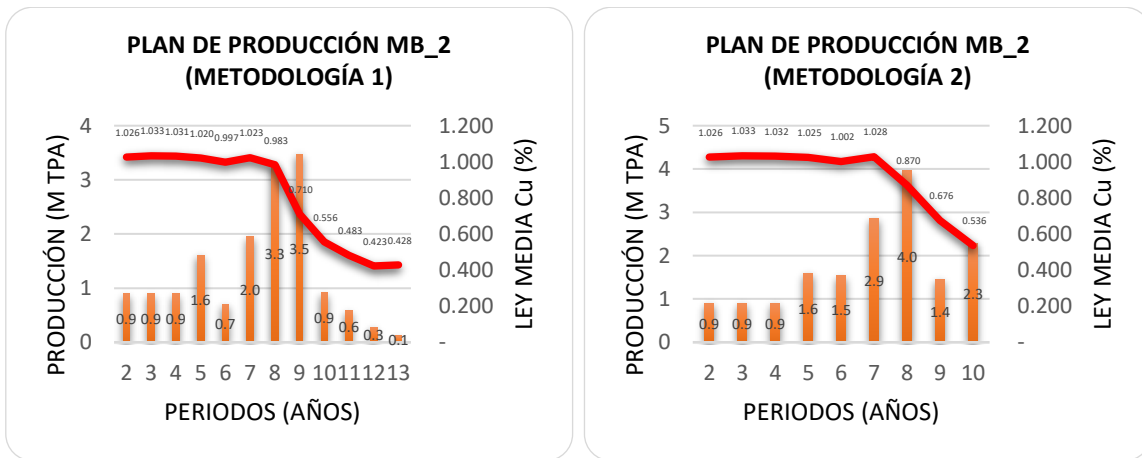 PLAN DE PRODUCCIÓN MB_2
(METODOLOGÍA 1)
PRODUCCIÓN (M TPA)
4
3
2
1
0
1.026 1.033 1.031 1.020 0.997 1.023 0.983 0.710 0.556 0.483 0.423 0.428
0.9 0.9 0.9 1.6 0.7 2.0 3.3 3.5 0.9 0.6 0.3 0.1
1.200
1.000
0.800
0.600
0.400
0.200
-
LEY MEDIA Cu (%)
2 3 4 5 6 7 8 9 10 11 12 13
PERIODOS (AÑOS)
PLAN DE PRODUCCIÓN MB_2
(METODOLOGÍA 2)
PRODUCCIÓN (M TPA)
5
4
3
2
1
0
1.026 1.033 1.032 1.025 1.002 1.028 0.870 0.676 0.536
0.9 0.9 0.9 1.6 1.5 2.9 4.0 1.4 2.3
1.200
1.000
0.800
0.600
0.400
0.200
-
LEY MEDIA Cu (%)
2 3 4 5 6 7 8 9 10
PERIODOS (AÑOS)